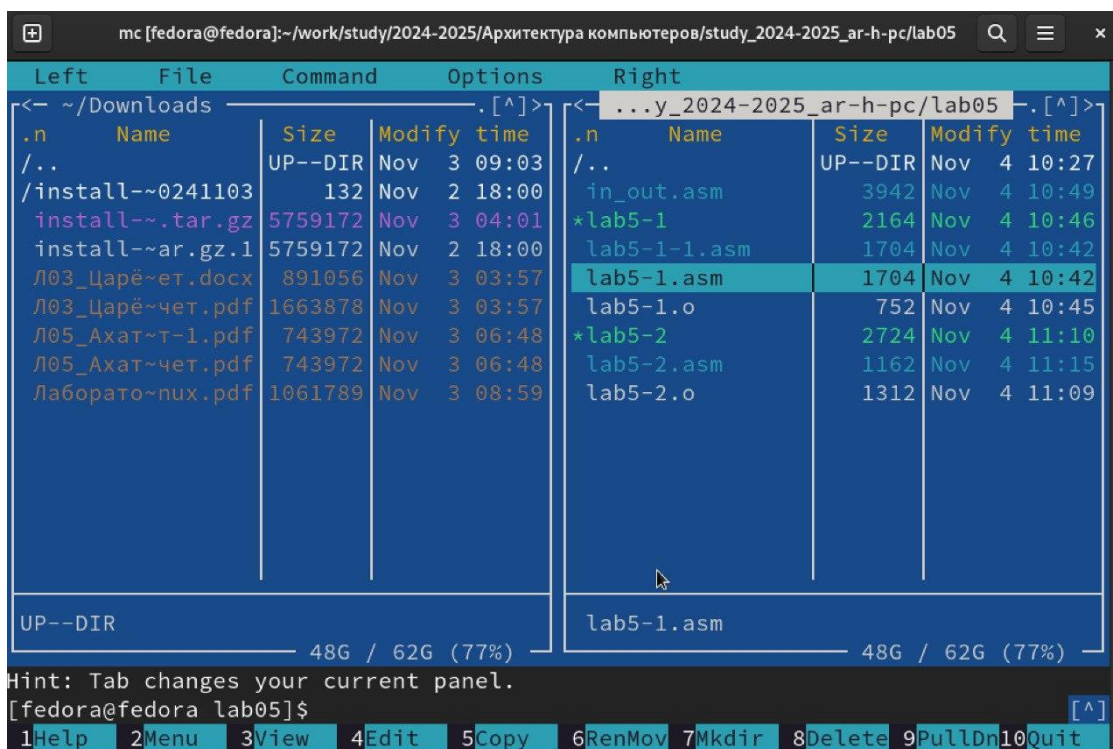 mc [fedora@fedora]:~/work/study/2024-2025/Архитектура компьютеров/study_2024-2025_ar-h-pc/lab05
Left File Command Options Right
<- ~/Downloads .[^]> <- ...y_2024-2025_ar-h-pc/lab05 .[^]>
.n Name Size Modify time .n Name Size Modify time
/.. UP--DIR Nov 3 09:03 /.. UP--DIR Nov 4 10:27
/install-~0241103 132 Nov 2 18:00 in_out.asm 3942 Nov 4 10:49
install-~.tar.gz 5759172 Nov 3 04:01 *lab5-1 2164 Nov 4 10:46
install-~ar.gz.1 5759172 Nov 2 18:00 lab5-1-1.asm 1704 Nov 4 10:42
Л03_Царё~ет.docx 891056 Nov 3 03:57 lab5-1.asm 1704 Nov 4 10:42
Л03_Царё~чет.pdf 1663878 Nov 3 03:57 lab5-1.o 752 Nov 4 10:45
Л05_Ахат~т-1.pdf 743972 Nov 3 06:48 *lab5-2 2724 Nov 4 11:10
Л05_Ахат~чет.pdf 743972 Nov 3 06:48 lab5-2.asm 1162 Nov 4 11:15
Лаборато~nux.pdf 1061789 Nov 3 08:59 lab5-2.o 1312 Nov 4 11:09
UP--DIR lab5-1.asm
48G / 62G (77%) 48G / 62G (77%)
Hint: Tab changes your current panel.
[fedora@fedora lab05]$ [^]
1Help 2Menu 3View 4Edit 5Copy 6RenMov 7Mkdir 8Delete 9PullDn 10Quit